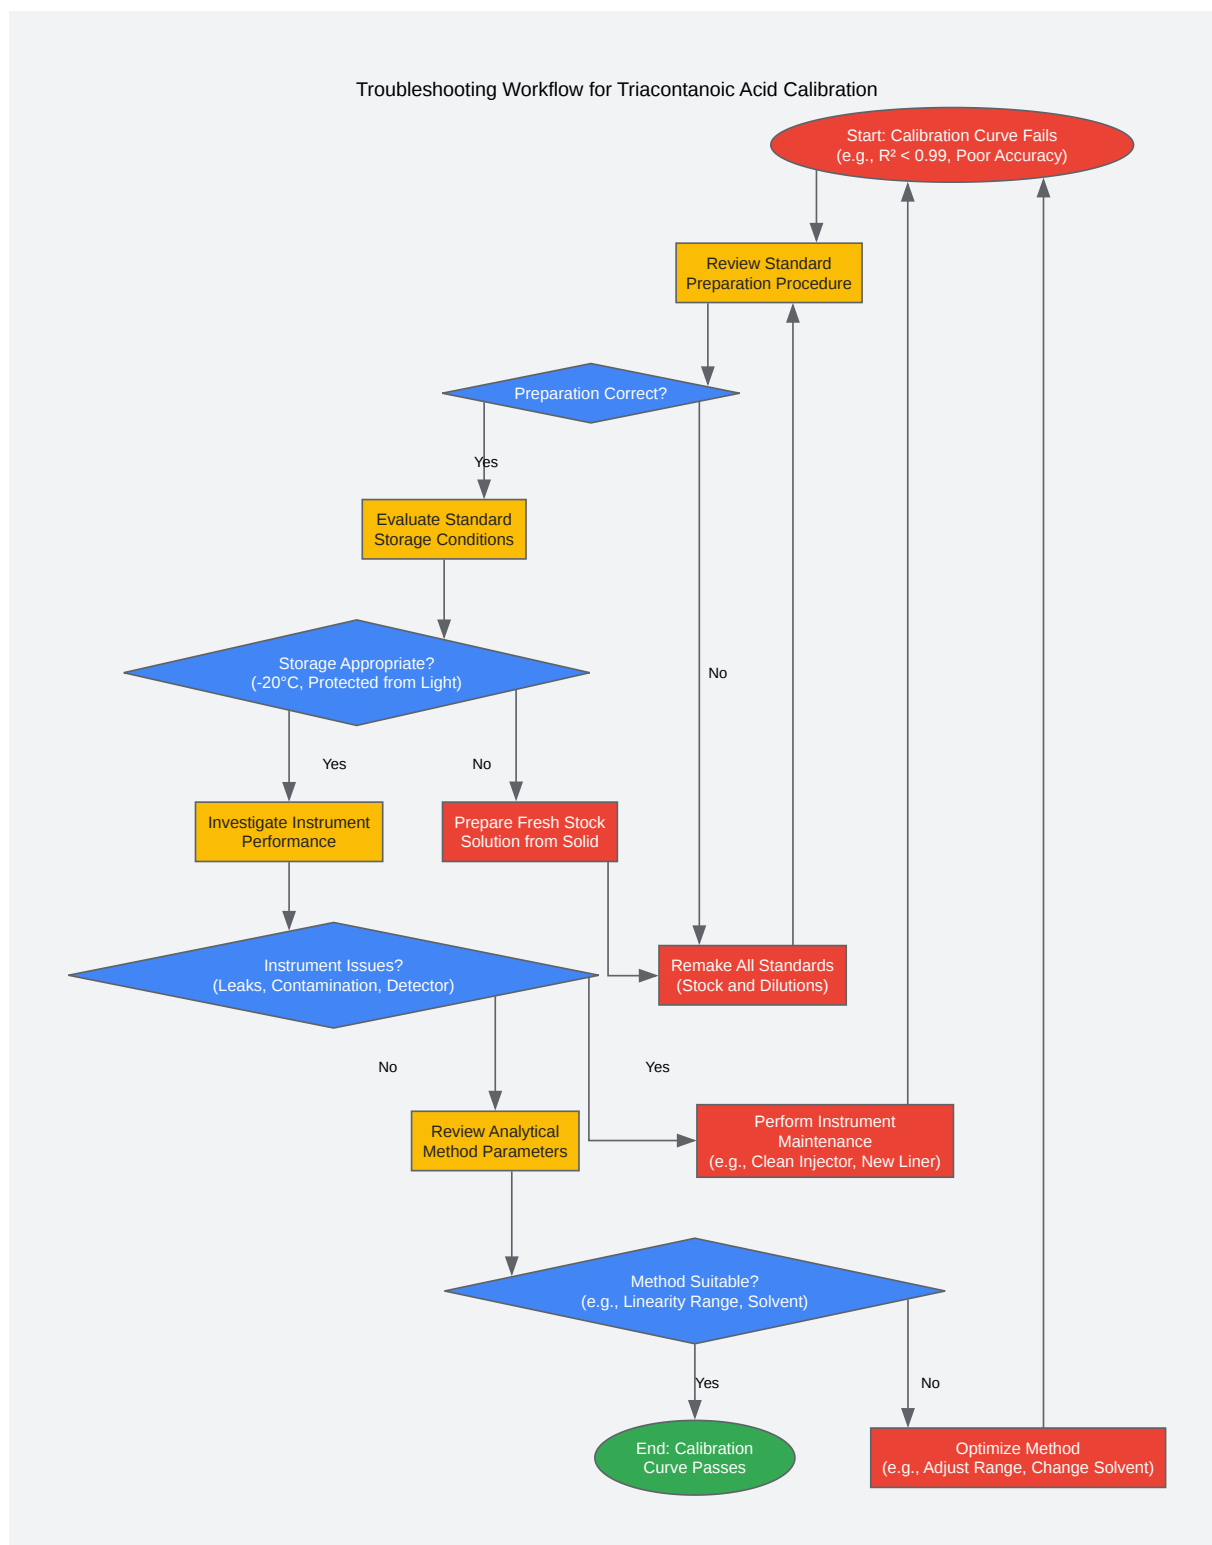 Troubleshooting Workflow for Triacontanoic Acid Calibration
Start: Calibration Curve Fails
(e.g., R² < 0.99, Poor Accuracy)
Review Standard
Preparation Procedure
Preparation Correct?
Yes
Evaluate Standard
Storage Conditions
Storage Appropriate?
(-20°C, Protected from Light)
No
Yes
No
Investigate Instrument
Performance
Prepare Fresh Stock
Solution from Solid
Instrument Issues?
(Leaks, Contamination, Detector)
Remake All Standards
(Stock and Dilutions)
No
Yes
Review Analytical
Method Parameters
Perform Instrument
Maintenance
(e.g., Clean Injector, New Liner)
Method Suitable?
(e.g., Linearity Range, Solvent)
Yes
No
End: Calibration
Curve Passes
Optimize Method
(e.g., Adjust Range, Change Solvent)